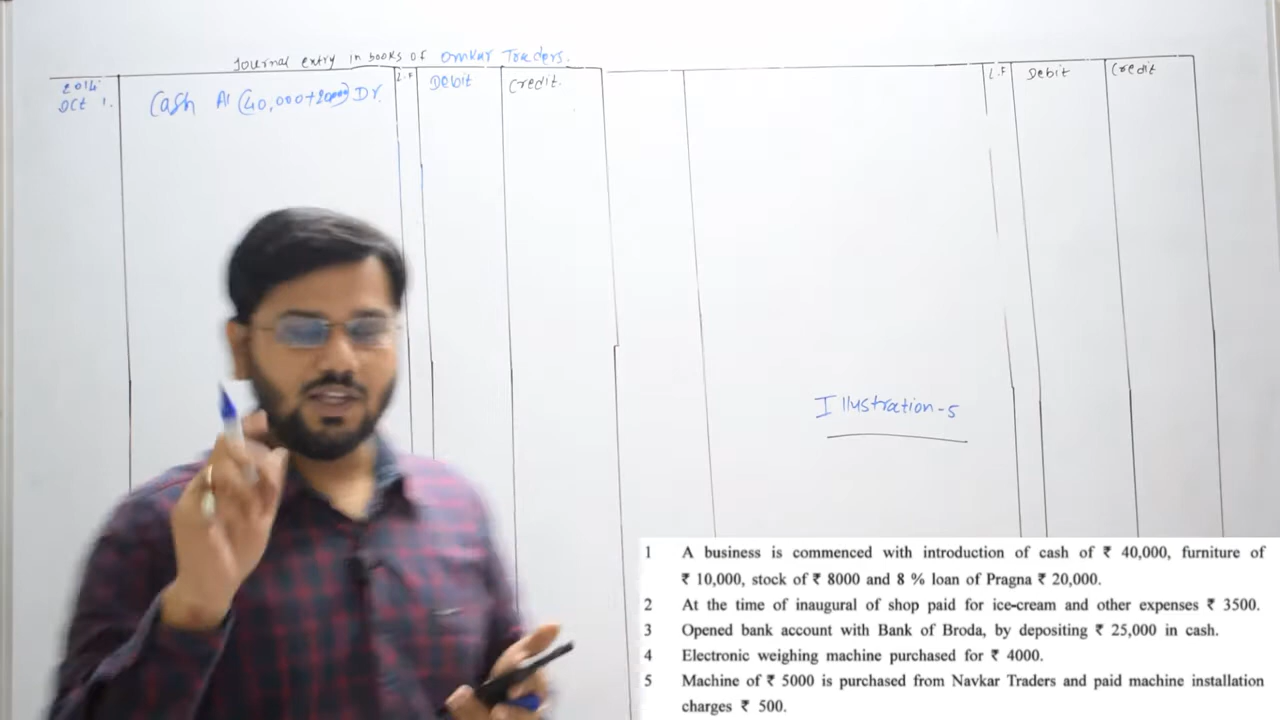 Journal entry in books of Omkar Traders.
2014
Oct 1.
L.F Debit Credit.
Cash A/ (40,000+20000) Dr.
L.F Debit Credit
Illustration-5
1 A business is commenced with introduction of cash of ₹ 40,000, furniture of
₹ 10,000, stock of ₹ 8000 and 8 % loan of Pragna ₹ 20,000.
2 At the time of inaugural of shop paid for ice-cream and other expenses ₹ 3500.
3 Opened bank account with Bank of Broda, by depositing ₹ 25,000 in cash.
4 Electronic weighing machine purchased for ₹ 4000.
5 Machine of ₹ 5000 is purchased from Navkar Traders and paid machine installation
charges ₹ 500.